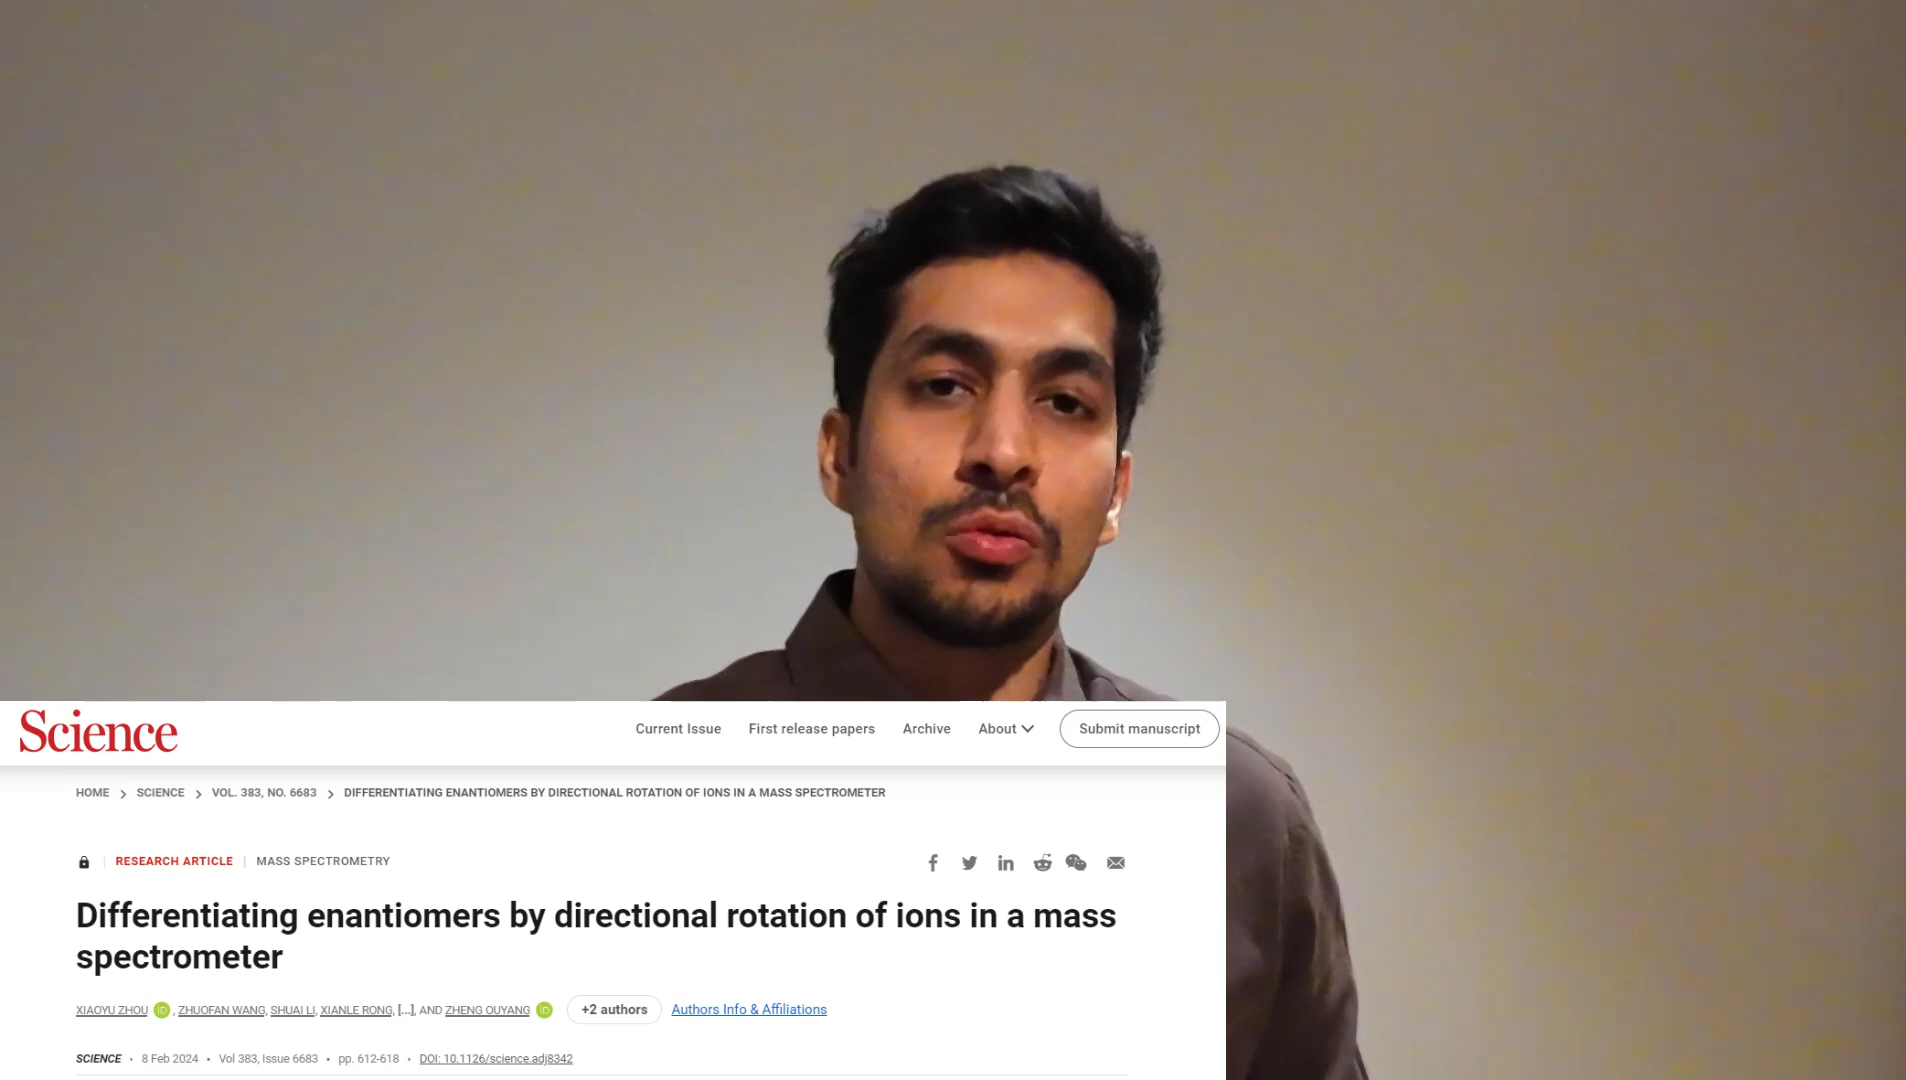 Science
Current Issue First release papers Archive About Submit manuscript
HOME > SCIENCE > VOL. 383, NO. 6683 > DIFFERENTIATING ENANTIOMERS BY DIRECTIONAL ROTATION OF IONS IN A MASS SPECTROMETER
RESEARCH ARTICLE | MASS SPECTROMETRY
Differentiating enantiomers by directional rotation of ions in a mass
spectrometer
XIAOYU ZHOU iD, ZHUOFAN WANG, SHUAI LI, XIANLE RONG, [...], AND ZHENG OUYANG iD +2 authors Authors Info & Affiliations
SCIENCE • 8 Feb 2024 • Vol 383, Issue 6683 • pp. 612-618 • DOI: 10.1126/science.adj8342